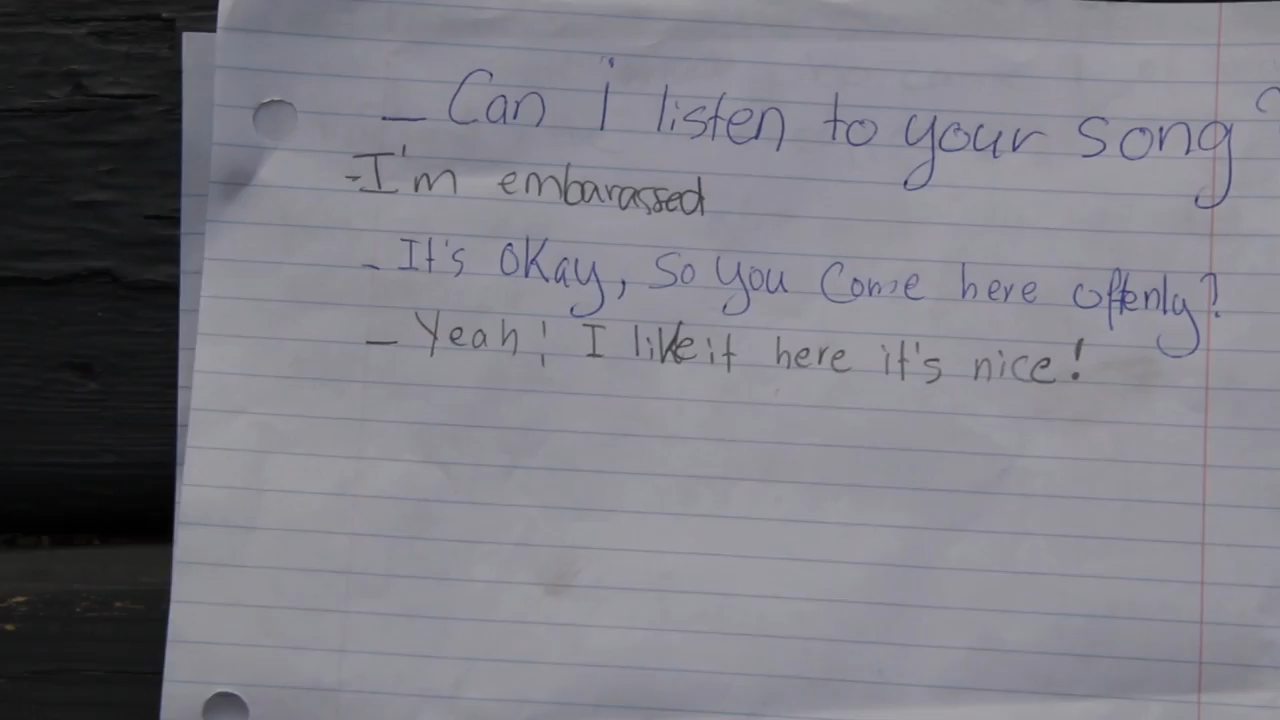 - Can i listen to your song?
- I'm embarassed
- It's okay, so you come here offenly?
- Yeah! I like it here it's nice!